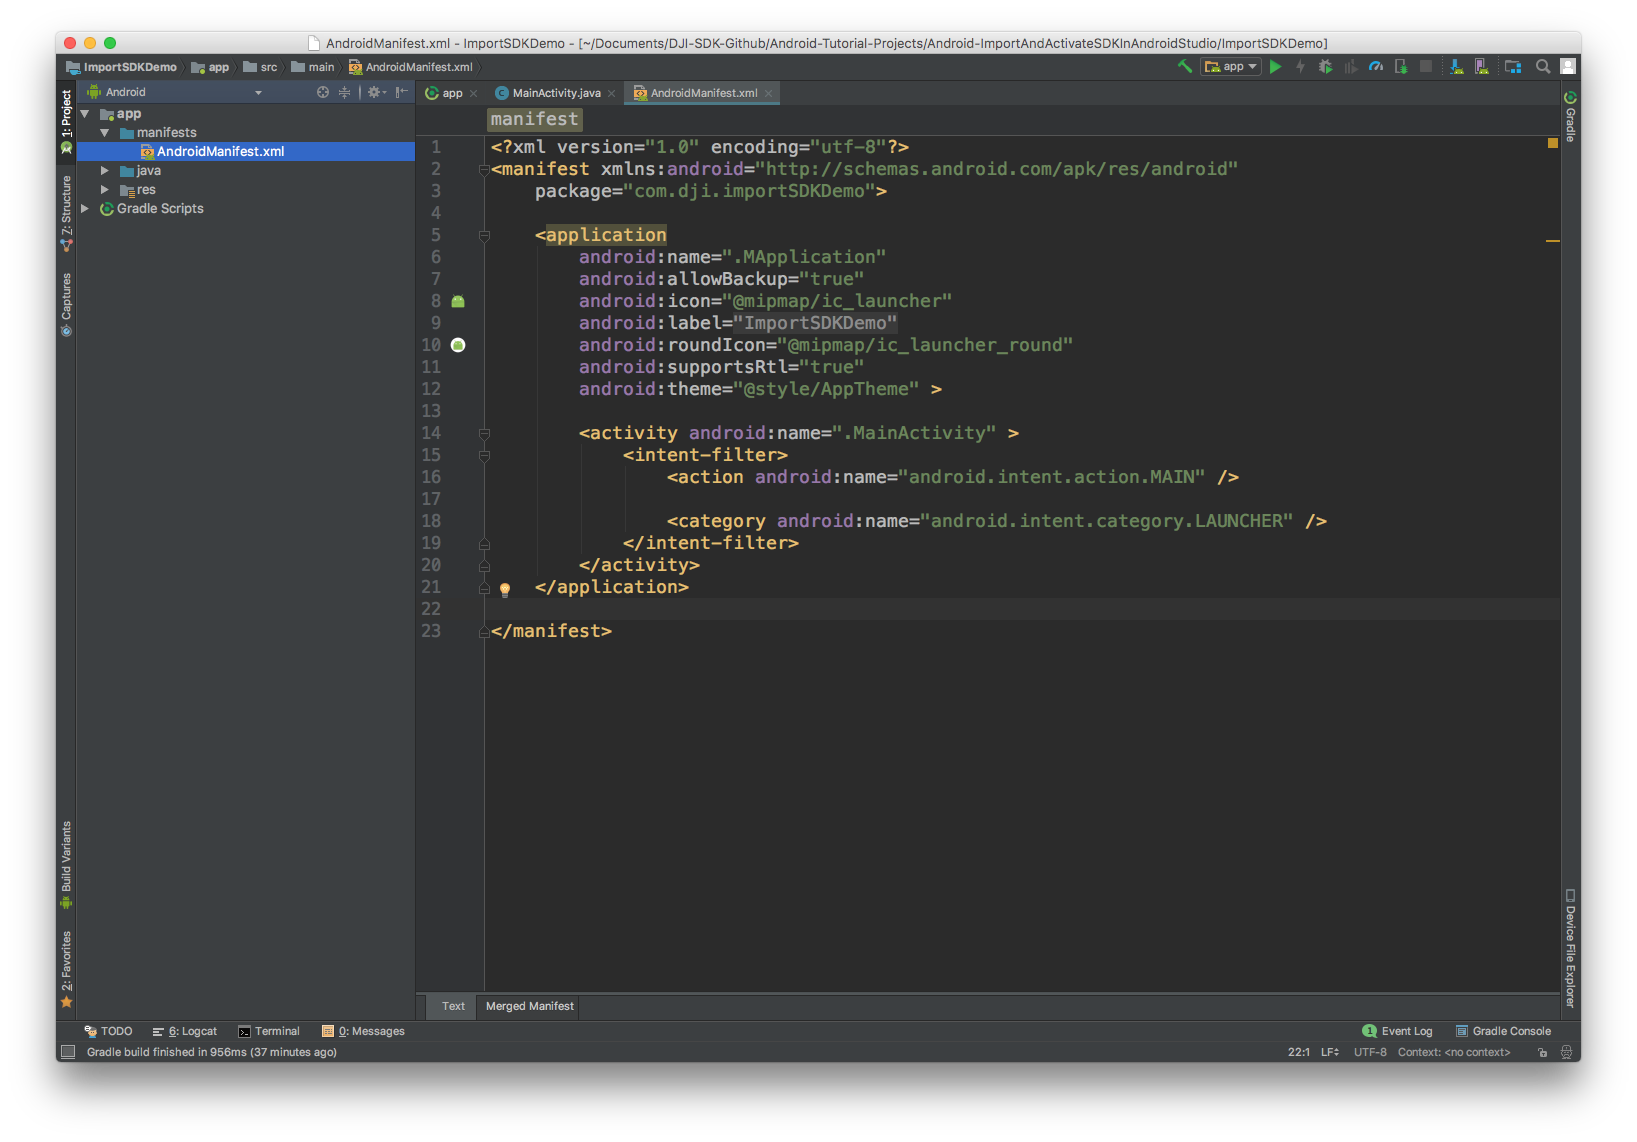 AndroidManifest.xml - ImportSDKDemo - [~/Documents/DJI-SDK-Github/Android-Tutorial-Projects/Android-ImportAndActivateSDKInAndroidStudio/ImportSDKDemo]
ImportSDKDemo app src main AndroidManifest.xml app
1: Project
Z: Structure
Captures
Build Variants
2: Favorites
Android
app
manifests
AndroidManifest.xml
java
res
Gradle Scripts
app MainActivity.java AndroidManifest.xml
manifest
1 <?xml version="1.0" encoding="utf-8"?>
2 <manifest xmlns:android="http://schemas.android.com/apk/res/android"
3 package="com.dji.importSDKDemo">
4
5 <application
6 android:name=".MApplication"
7 android:allowBackup="true"
8 android:icon="@mipmap/ic_launcher"
9 android:label="ImportSDKDemo"
10 android:roundIcon="@mipmap/ic_launcher_round"
11 android:supportsRtl="true"
12 android:theme="@style/AppTheme" >
13
14 <activity android:name=".MainActivity" >
15 <intent-filter>
16 <action android:name="android.intent.action.MAIN" />
17
18 <category android:name="android.intent.category.LAUNCHER" />
19 </intent-filter>
20 </activity>
21 </application>
22
23 </manifest>
Gradle
Device File Explorer
Text Merged Manifest
TODO 6: Logcat Terminal 0: Messages 1 Event Log Gradle Console
Gradle build finished in 956ms (37 minutes ago) 22:1 LF UTF-8 Context: <no context>